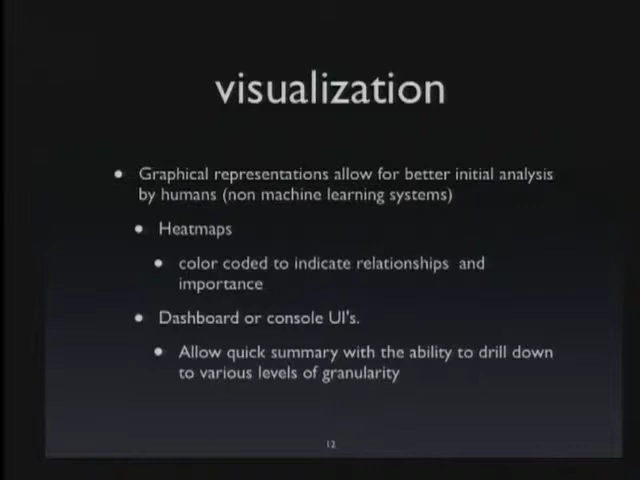 visualization
• Graphical representations allow for better initial analysis
by humans (non machine learning systems)
• Heatmaps
• color coded to indicate relationships and
importance
• Dashboard or console UI's.
• Allow quick summary with the ability to drill down
to various levels of granularity
12